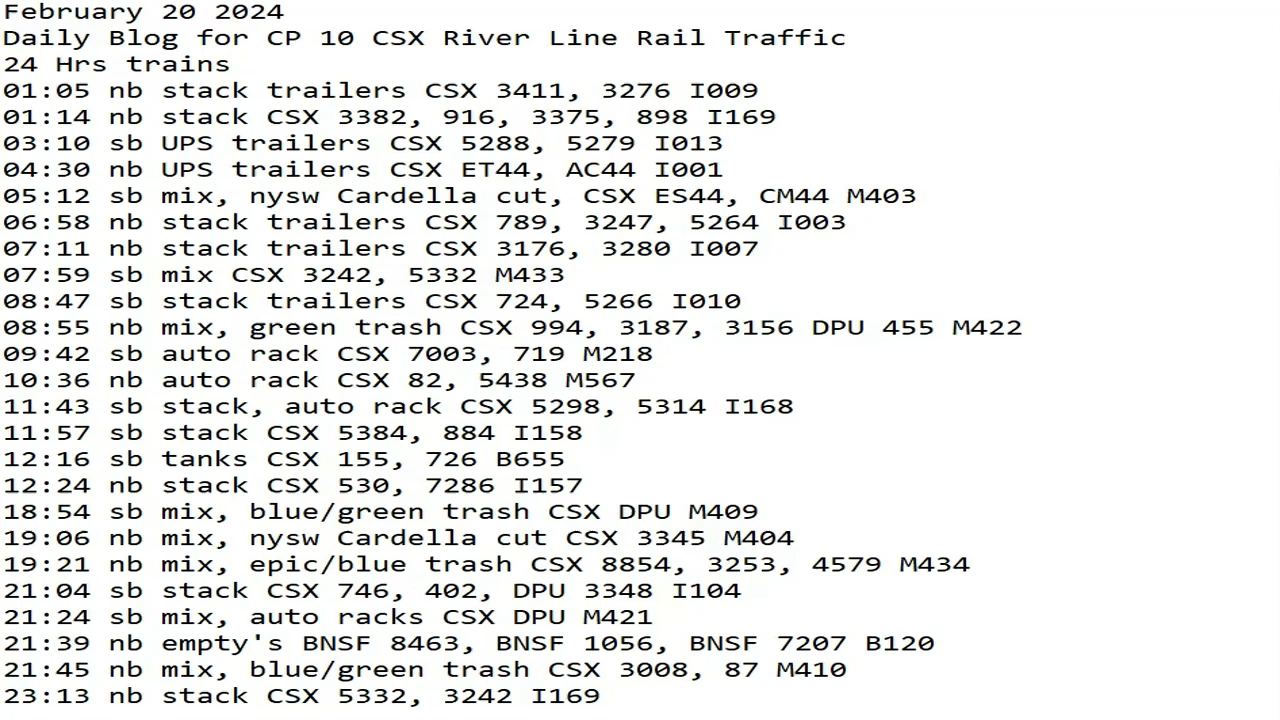 February 20 2024
Daily Blog for CP 10 CSX River Line Rail Traffic
24 Hrs trains
01:05 nb stack trailers CSX 3411, 3276 I009
01:14 nb stack CSX 3382, 916, 3375, 898 I169
03:10 sb UPS trailers CSX 5288, 5279 I013
04:30 nb UPS trailers CSX ET44, AC44 I001
05:12 sb mix, nysw Cardella cut, CSX ES44, CM44 M403
06:58 nb stack trailers CSX 789, 3247, 5264 I003
07:11 nb stack trailers CSX 3176, 3280 I007
07:59 sb mix CSX 3242, 5332 M433
08:47 sb stack trailers CSX 724, 5266 I010
08:55 nb mix, green trash CSX 994, 3187, 3156 DPU 455 M422
09:42 sb auto rack CSX 7003, 719 M218
10:36 nb auto rack CSX 82, 5438 M567
11:43 sb stack, auto rack CSX 5298, 5314 I168
11:57 sb stack CSX 5384, 884 I158
12:16 sb tanks CSX 155, 726 B655
12:24 nb stack CSX 530, 7286 I157
18:54 sb mix, blue/green trash CSX DPU M409
19:06 nb mix, nysw Cardella cut CSX 3345 M404
19:21 nb mix, epic/blue trash CSX 8854, 3253, 4579 M434
21:04 sb stack CSX 746, 402, DPU 3348 I104
21:24 sb mix, auto racks CSX DPU M421
21:39 nb empty's BNSF 8463, BNSF 1056, BNSF 7207 B120
21:45 nb mix, blue/green trash CSX 3008, 87 M410
23:13 nb stack CSX 5332, 3242 I169